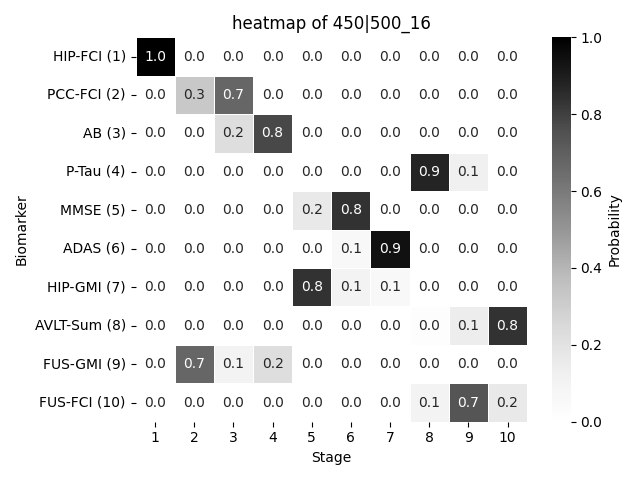 heatmap of 450|500_16
HIP-FCI (1) 1.0 0.0 0.0 0.0 0.0 0.0 0.0 0.0 0.0 0.0
PCC-FCI (2) 0.0 0.3 0.7 0.0 0.0 0.0 0.0 0.0 0.0 0.0
AB (3) 0.0 0.0 0.2 0.8 0.0 0.0 0.0 0.0 0.0 0.0
P-Tau (4) 0.0 0.0 0.0 0.0 0.0 0.0 0.0 0.9 0.1 0.0
MMSE (5) 0.0 0.0 0.0 0.0 0.2 0.8 0.0 0.0 0.0 0.0
ADAS (6) 0.0 0.0 0.0 0.0 0.0 0.1 0.9 0.0 0.0 0.0
HIP-GMI (7) 0.0 0.0 0.0 0.0 0.8 0.1 0.1 0.0 0.0 0.0
AVLT-Sum (8) 0.0 0.0 0.0 0.0 0.0 0.0 0.0 0.0 0.1 0.8
FUS-GMI (9) 0.0 0.7 0.1 0.2 0.0 0.0 0.0 0.0 0.0 0.0
FUS-FCI (10) 0.0 0.0 0.0 0.0 0.0 0.0 0.0 0.1 0.7 0.2
1 2 3 4 5 6 7 8 9 10
Stage
Biomarker
1.0
0.8
0.6
0.4
0.2
0.0
Probability